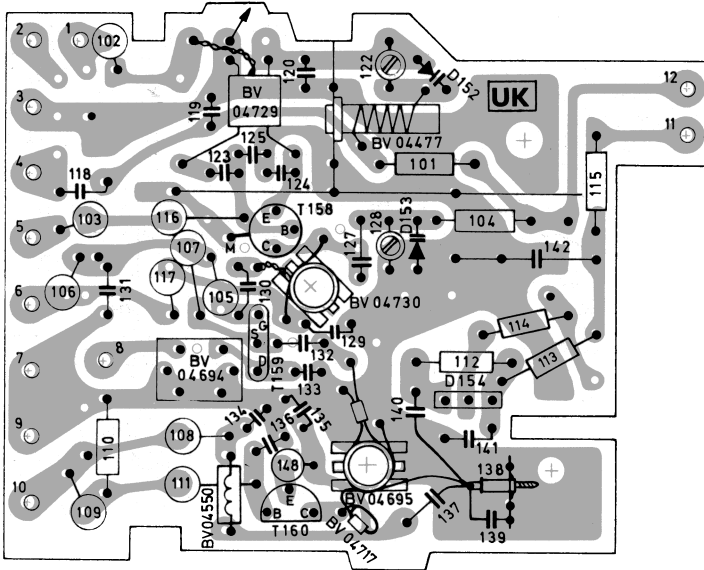 2
1
102
120
122
D152
UK
12
3
119
BV
04729
BV 04477
11
125
4
118
123
124
101
115
103
116
E
T158
B
C
M
127
128
D153
104
142
5
107
106
131
117
105
130
BV 04730
6
G
S
D
T159
129
132
133
114
113
7
8
BV
04694
112
D154
140
134
136
135
141
9
110
108
148
138
10
109
111
BV04550
E
B
C
T160
BV04695
BV 04717
137
139